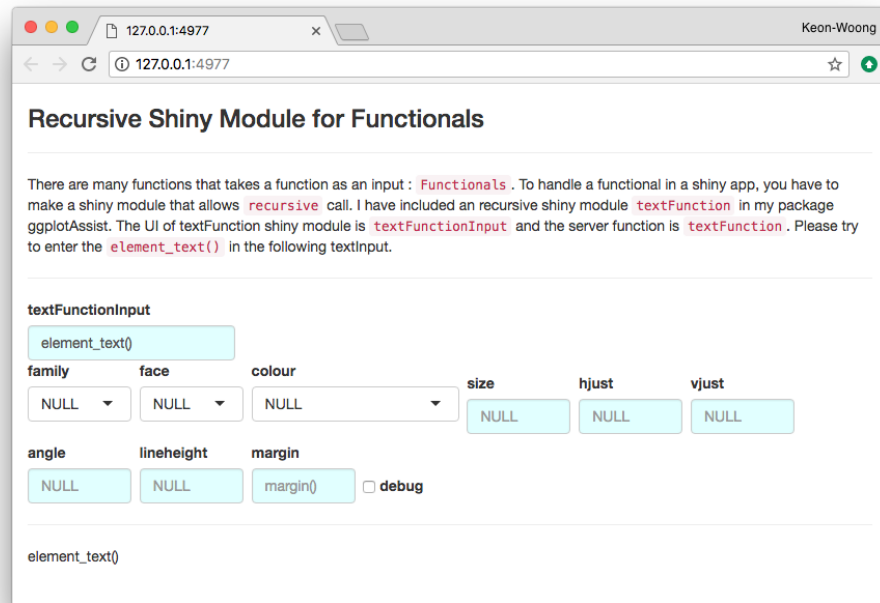 127.0.0.1:4977
Keon-Woong
127.0.0.1:4977
Recursive Shiny Module for Functionals
There are many functions that takes a function as an input : Functionals . To handle a functional in a shiny app, you have to
make a shiny module that allows recursive call. I have included an recursive shiny module textFunction in my package
ggplotAssist. The UI of textFunction shiny module is textFunctionInput and the server function is textFunction . Please try
to enter the element_text() in the following textInput.
textFunctionInput
element_text()
family face colour size hjust vjust
NULL NULL NULL NULL NULL NULL
angle lineheight margin
NULL NULL margin() debug
element_text()